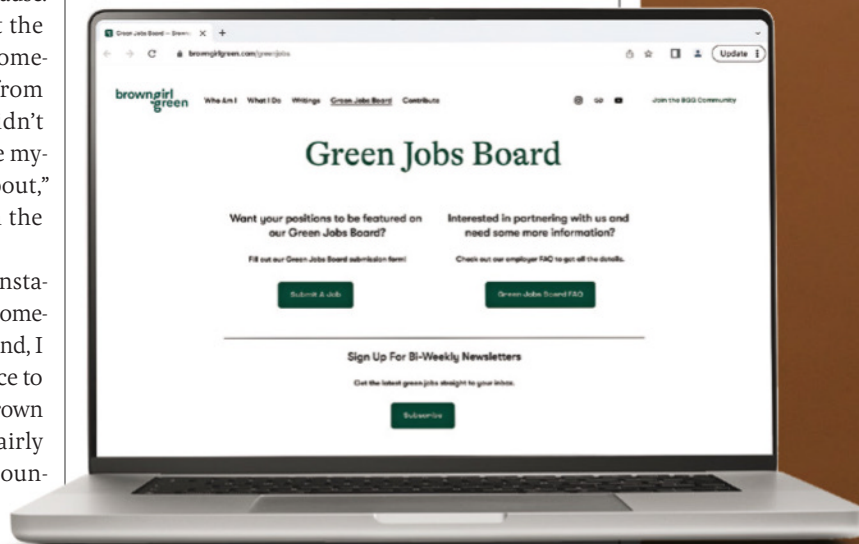 ause.
t the
ome-
from
idn't
e my-
out,”
n the
nsta-
ome-
nd, I
ce to
rown
airly
oun-
Green Jobs Board – Brown
Update
browngirlgreen.com/greenjobs
browngirl
green
Who Am I What I Do Writings Green Jobs Board Contribute
Join the BGG Community
Green Jobs Board
Want your positions to be featured on
our Green Jobs Board?
Fill out our Green Jobs Board submission form!
Submit A Job
Interested in partnering with us and
need some more information?
Check out our employer FAQ to get all the details.
Green Jobs Board FAQ
Sign Up For Bi-Weekly Newsletters
Get the latest green jobs straight to your inbox.
Subscribe